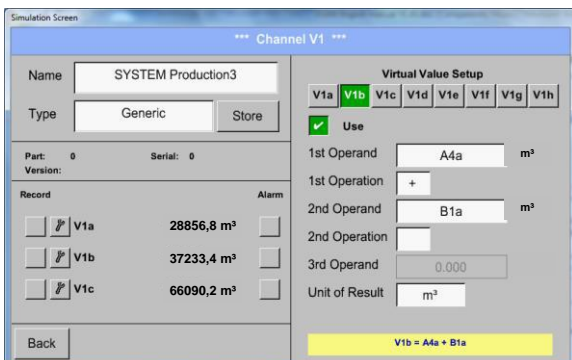 Simulation Screen
*** Channel V1 ***
Name SYSTEM Production3
Type Generic Store
Part: 0 Serial: 0
Version:
Record Alarm
V1a 28856,8 m³
V1b 37233,4 m³
V1c 66090,2 m³
Back
Virtual Value Setup
V1a V1b V1c V1d V1e V1f V1g V1h
Use
1st Operand A4a m³
1st Operation +
2nd Operand B1a m³
2nd Operation
3rd Operand 0.000
Unit of Result m³
V1b = A4a + B1a